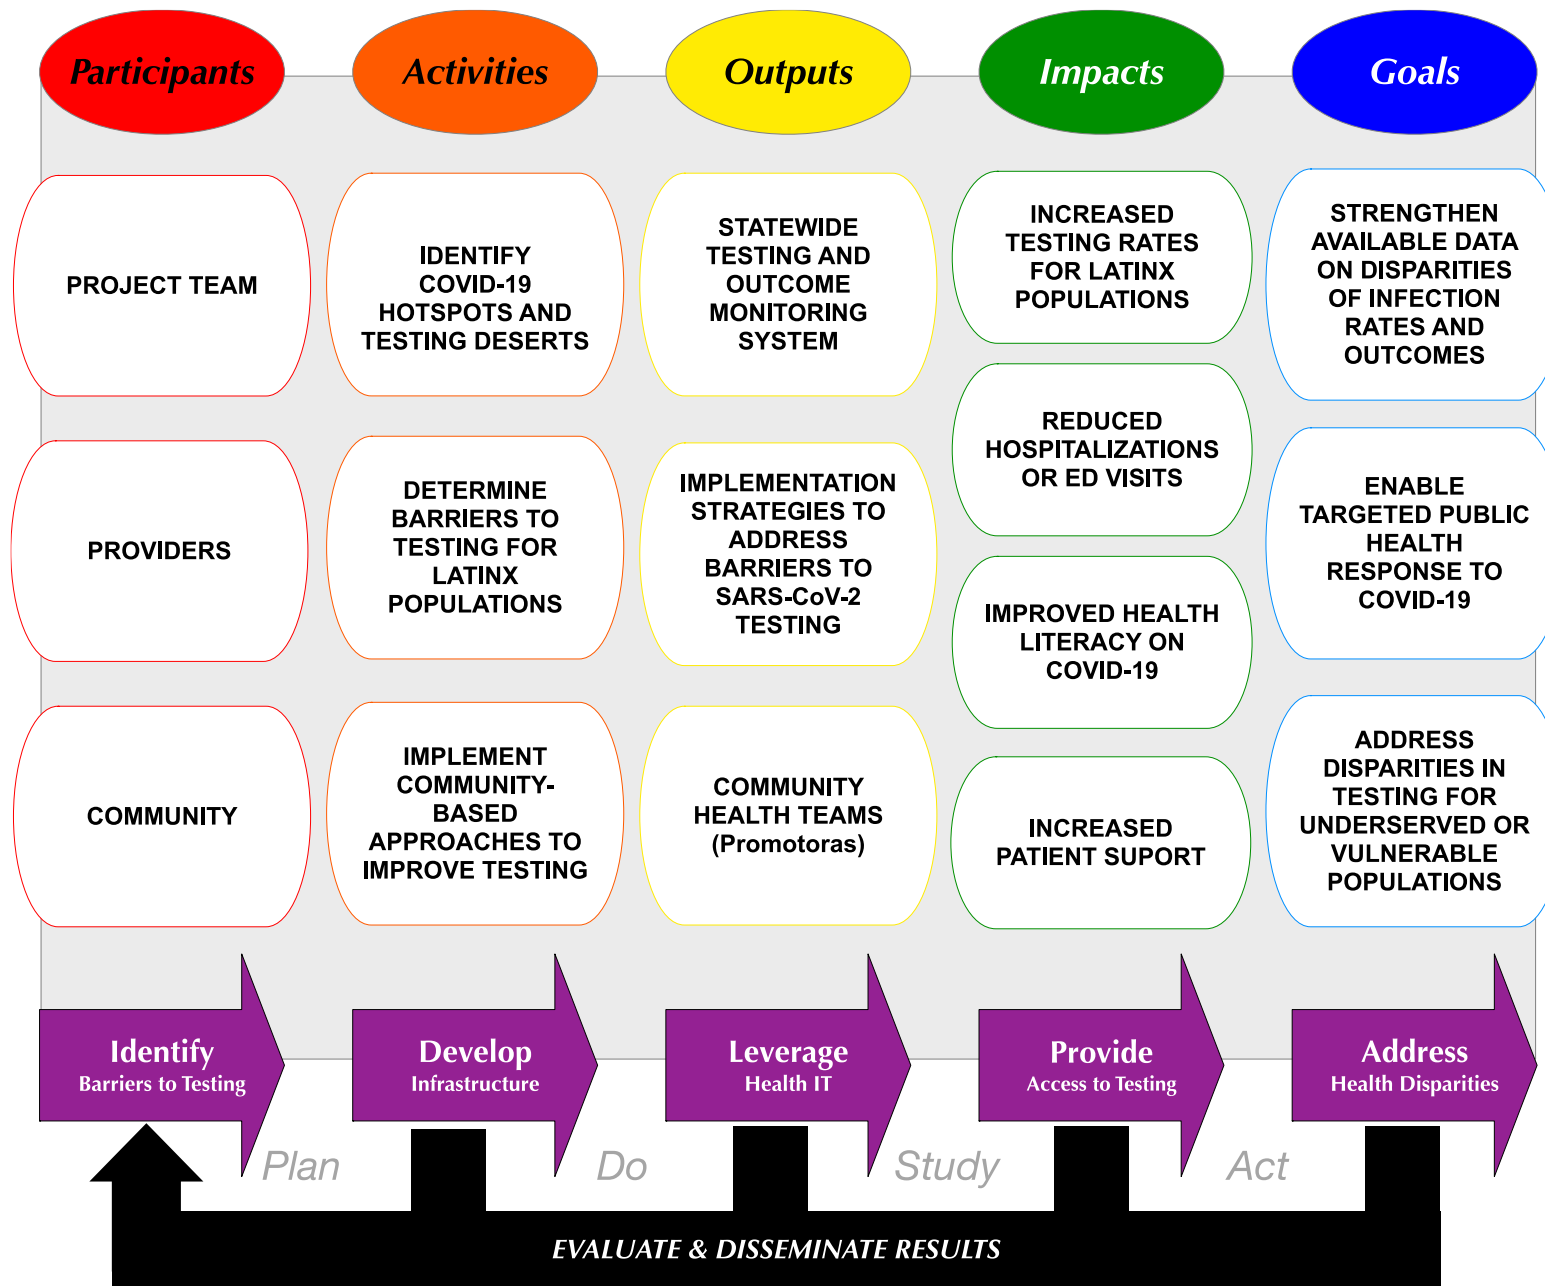 Participants
Activities
Outputs
Impacts
Goals
PROJECT TEAM
PROVIDERS
COMMUNITY
IDENTIFY
COVID-19
HOTSPOTS AND
TESTING DESERTS
DETERMINE
BARRIERS TO
TESTING FOR
LATINX
POPULATIONS
IMPLEMENT
COMMUNITY-
BASED
APPROACHES TO
IMPROVE TESTING
STATEWIDE
TESTING AND
OUTCOME
MONITORING
SYSTEM
IMPLEMENTATION
STRATEGIES TO
ADDRESS
BARRIERS TO
SARS-CoV-2
TESTING
COMMUNITY
HEALTH TEAMS
(Promotoras)
INCREASED
TESTING RATES
FOR LATINX
POPULATIONS
REDUCED
HOSPITALIZATIONS
OR ED VISITS
IMPROVED HEALTH
LITERACY ON
COVID-19
INCREASED
PATIENT SUPORT
STRENGTHEN
AVAILABLE DATA
ON DISPARITIES
OF INFECTION
RATES AND
OUTCOMES
ENABLE
TARGETED PUBLIC
HEALTH
RESPONSE TO
COVID-19
ADDRESS
DISPARITIES IN
TESTING FOR
UNDERSERVED OR
VULNERABLE
POPULATIONS
Identify
Barriers to Testing
Develop
Infrastructure
Leverage
Health IT
Provide
Access to Testing
Address
Health Disparities
Plan
Do
Study
Act
EVALUATE & DISSEMINATE RESULTS